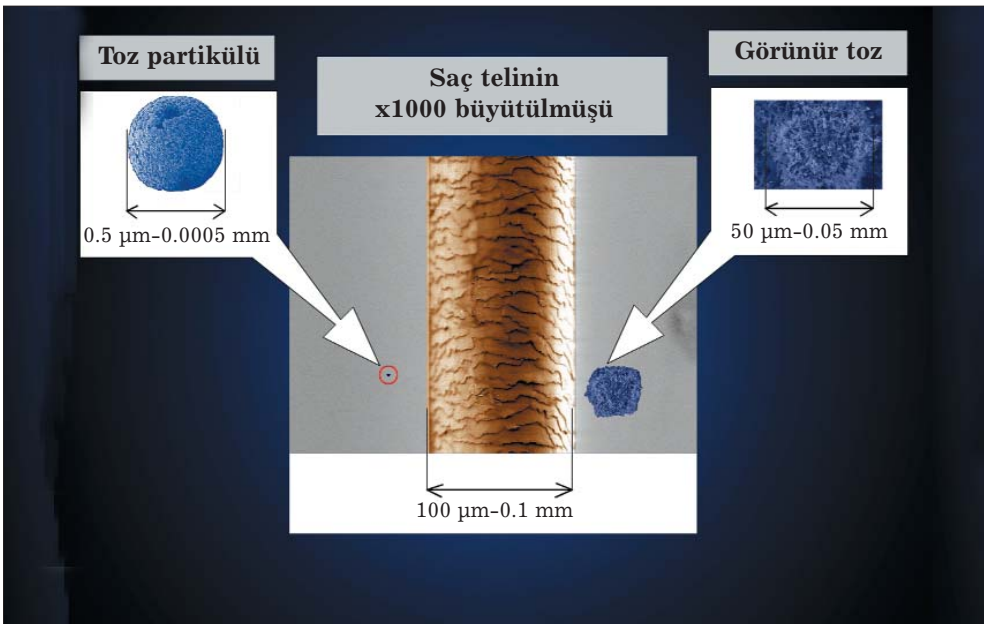 Toz partikülü
0.5 µm-0.0005 mm
Saç telinin
x1000 büyütülmüşü
100 µm-0.1 mm
Görünür toz
50 µm-0.05 mm